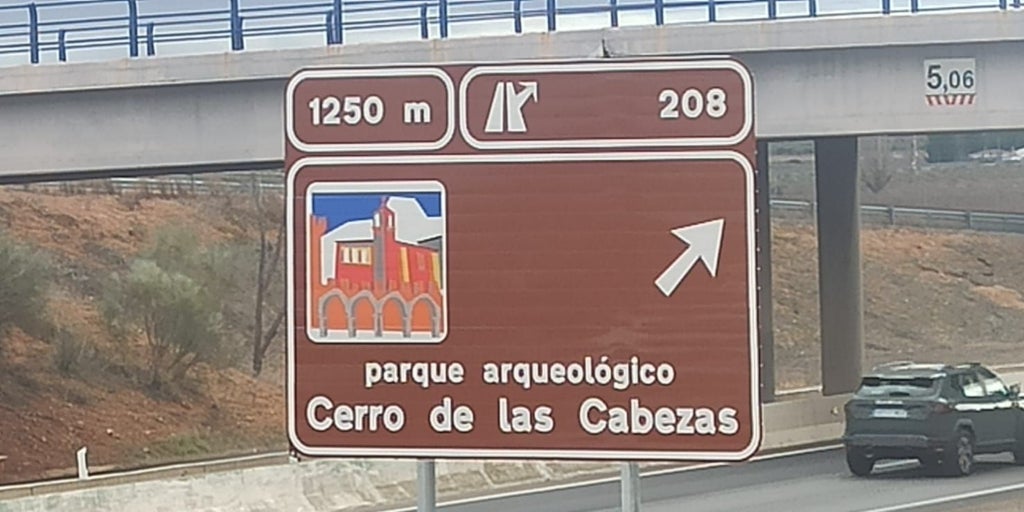 1250 m
208
parque arqueológico
Cerro de las Cabezas
5,06